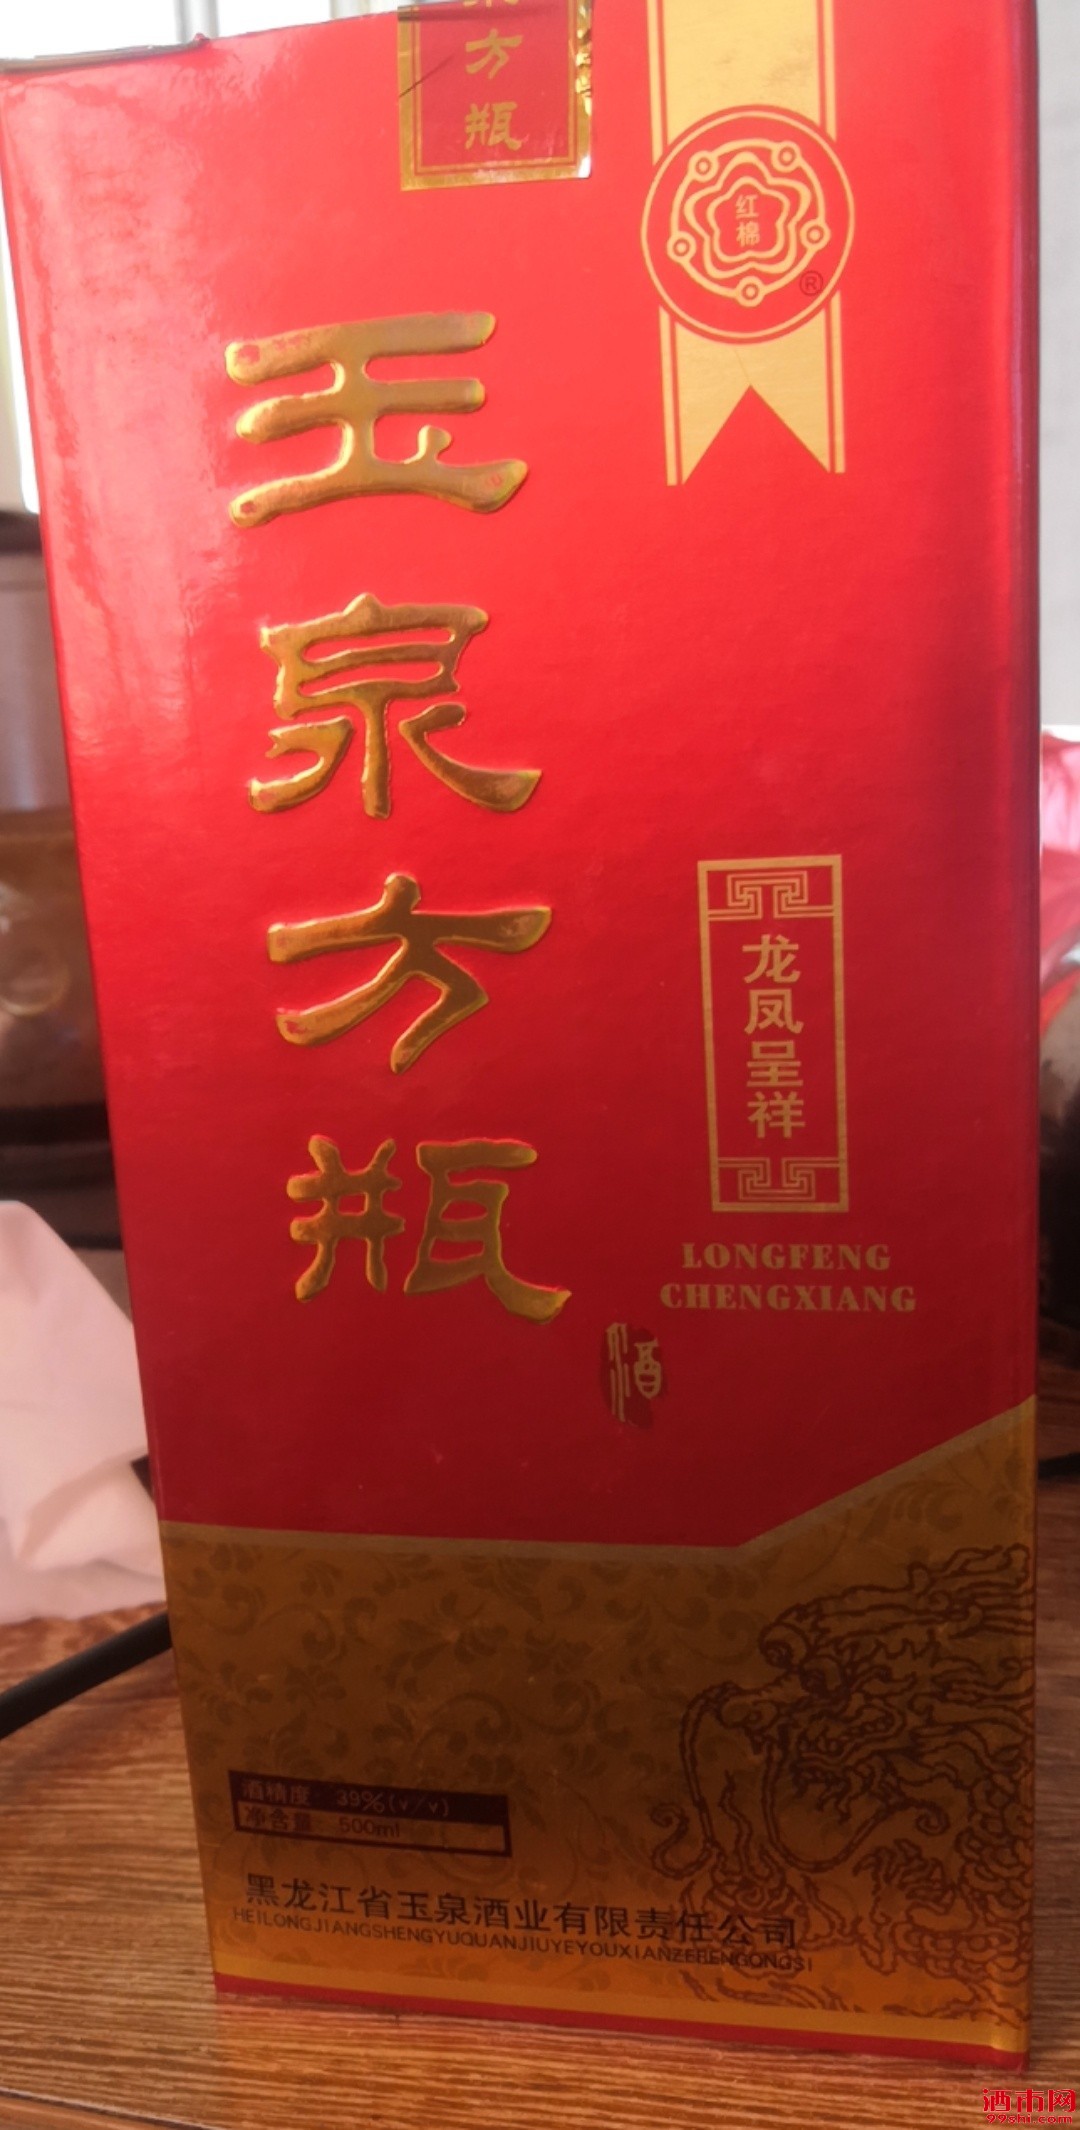 方瓶
红棉
®
玉泉方瓶
龙凤呈祥
LONGFENG
CHENGXIANG
酒
酒精度 39%(v/v)
净含量 500ml
黑龙江省玉泉酒业有限责任公司
HEILONGJIANGSHENGYUQUANJIUYEYOUXIANZERENGONGSI
酒市网
99shi.com